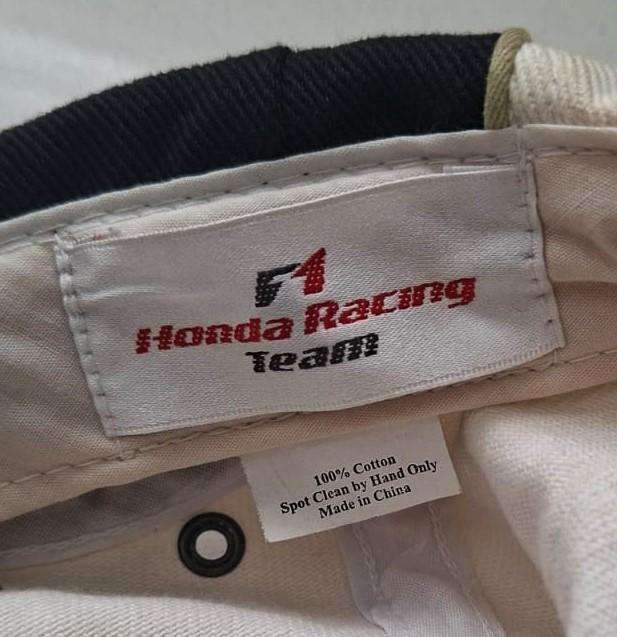 F1
Honda Racing
Team
100% Cotton
Spot Clean by Hand Only
Made in China